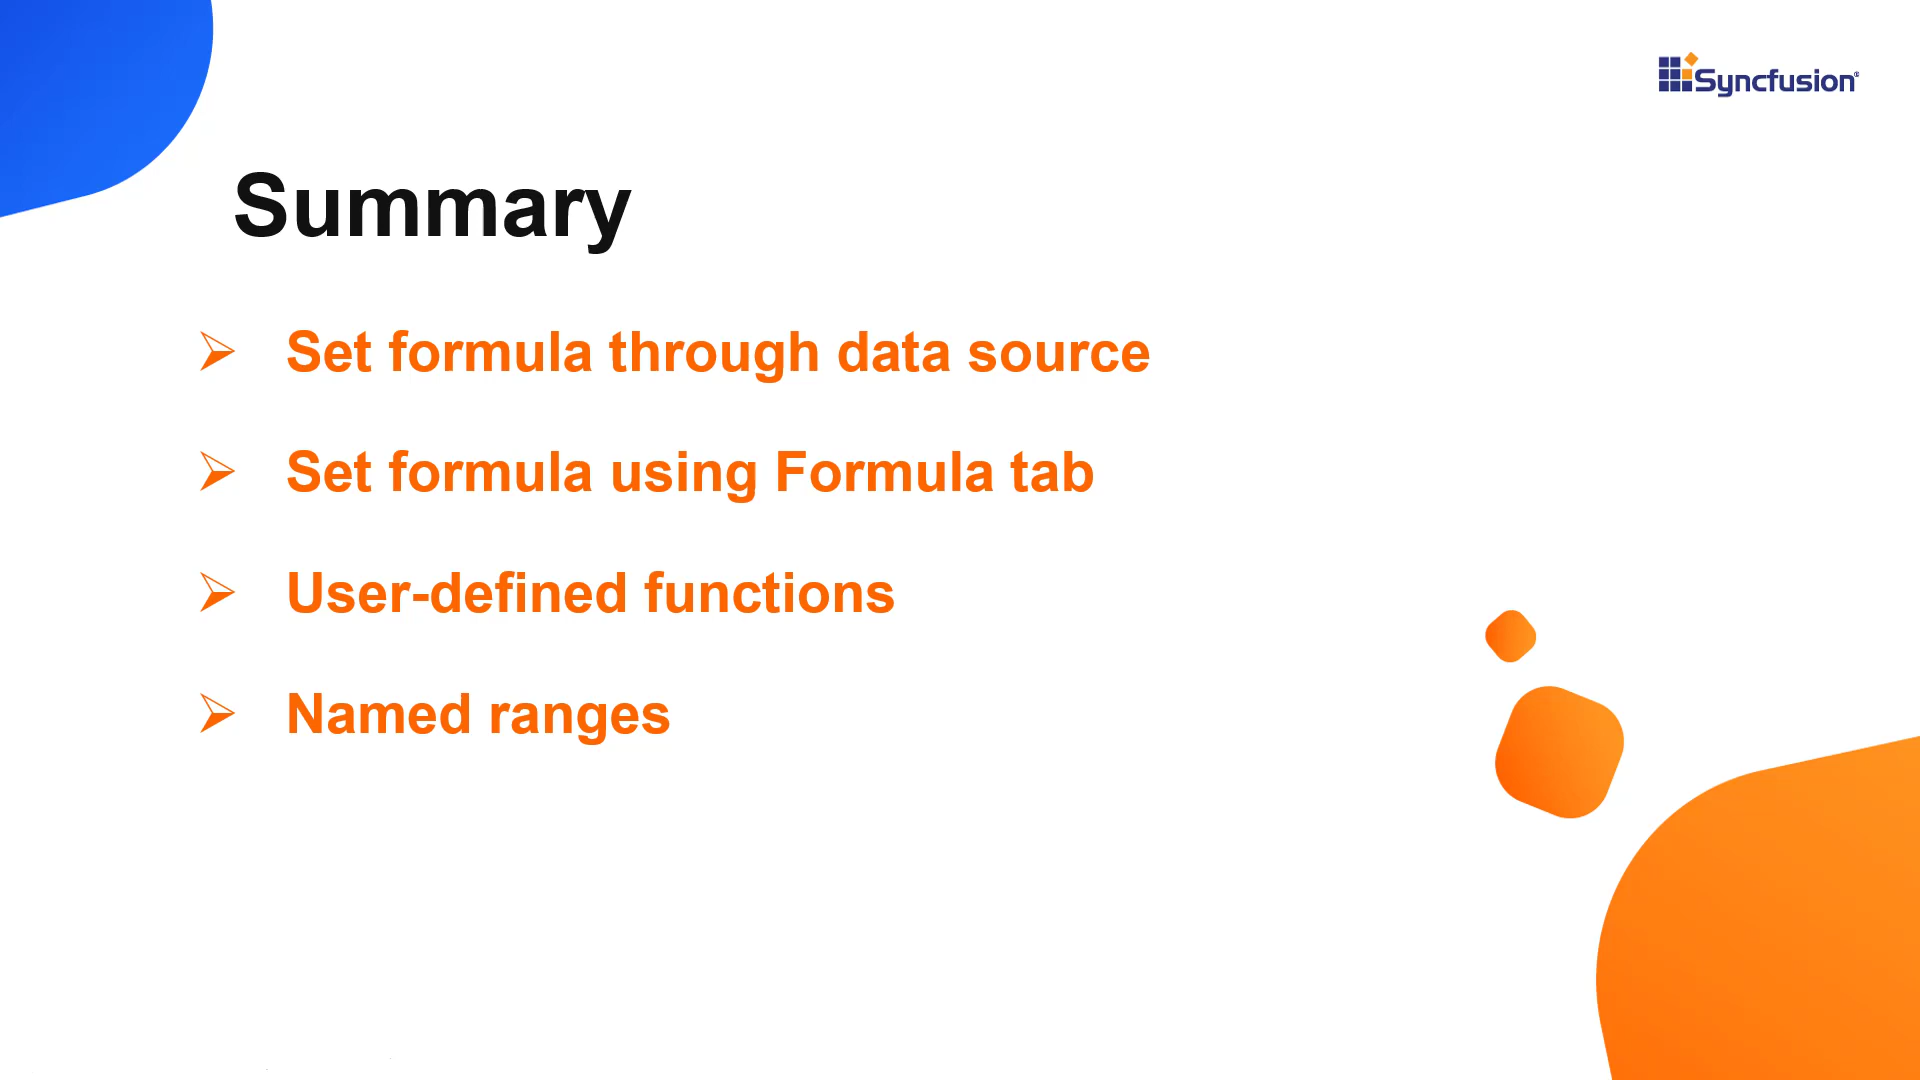 Syncfusion®
Summary
➢ Set formula through data source
➢ Set formula using Formula tab
➢ User-defined functions
➢ Named ranges